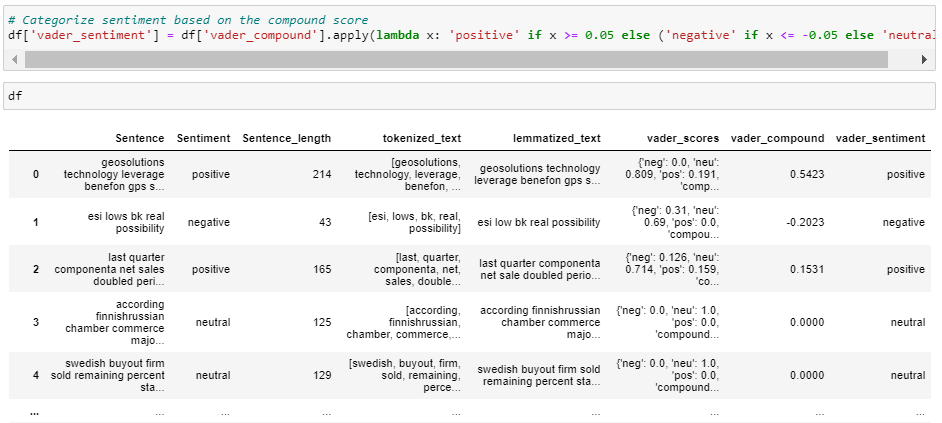 # Categorize sentiment based on the compound score
df['vader_sentiment'] = df['vader_compound'].apply(lambda x: 'positive' if x >= 0.05 else ('negative' if x <= -0.05 else 'neutral
df
Sentence Sentiment Sentence_length tokenized_text lemmatized_text vader_scores vader_compound vader_sentiment
geosolutions [geosolutions, {'neg': 0.0, 'neu':
0 technology leverage positive 214 technology, leverage, geosolutions technology 0.809, 'pos': 0.191, 0.5423 positive
benefon gps s... benefon, ... leverage benefon gps s... 'comp...
esi lows bk real [esi, lows, bk, real, {'neg': 0.31, 'neu':
1 possibility negative 43 possibility] esi low bk real possibility 0.69, 'pos': 0.0, -0.2023 negative
'compou...
last quarter [last, quarter, {'neg': 0.126, 'neu':
2 componenta net sales positive 165 componenta, net, last quarter componenta 0.714, 'pos': 0.159, 0.1531 positive
doubled peri... sales, double... net sale doubled perio... 'co...
according [according, according finnishrussian {'neg': 0.0, 'neu': 1.0,
3 finnishrussian neutral 125 finnishrussian, chamber commerce 'pos': 0.0, 0.0000 neutral
chamber commerce chamber, commerce,... majo... 'compound...
majo...
swedish buyout firm [swedish, buyout, firm, {'neg': 0.0, 'neu': 1.0,
4 sold remaining percent neutral 129 sold, remaining, swedish buyout firm sold 'pos': 0.0, 0.0000 neutral
sta... perce... remaining percent sta... 'compound...
... ... ... ... ... ... ... ... ...